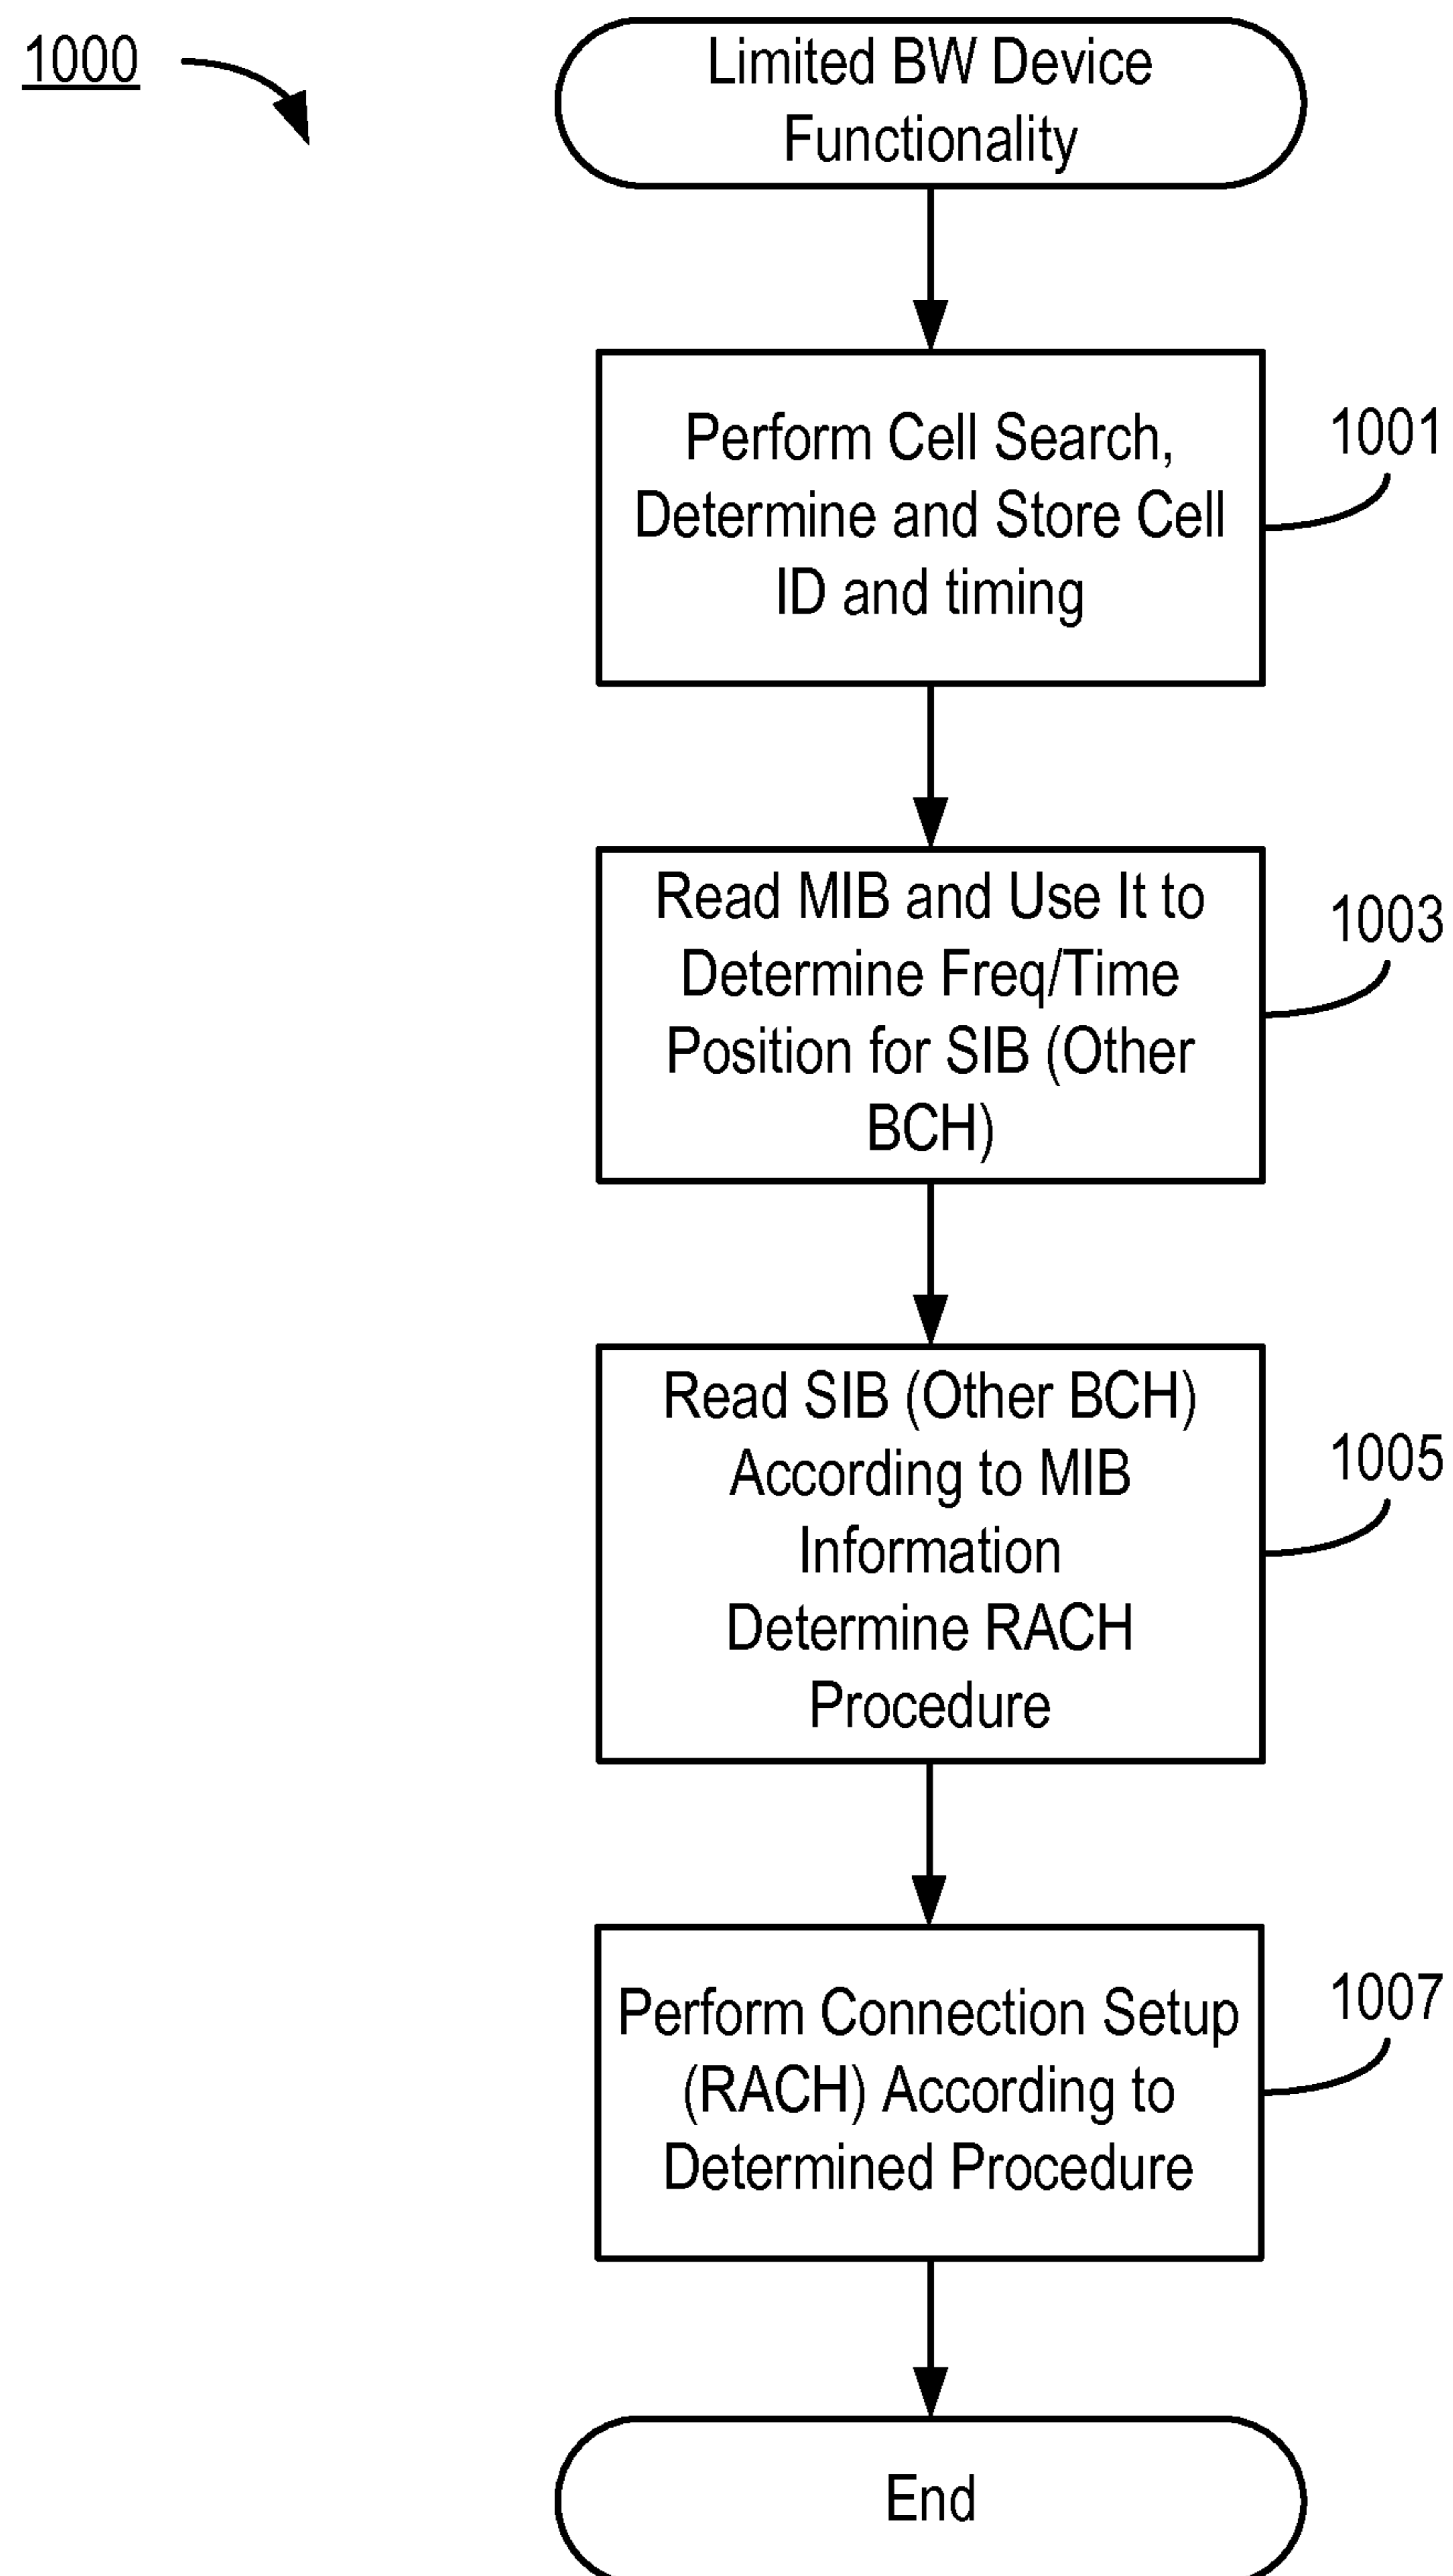 1000
Limited BW Device
Functionality
Perform Cell Search,
Determine and Store Cell
ID and timing
1001
Read MIB and Use It to
Determine Freq/Time
Position for SIB (Other
BCH)
1003
Read SIB (Other BCH)
According to MIB
Information
Determine RACH
Procedure
1005
Perform Connection Setup
(RACH) According to
Determined Procedure
1007
End